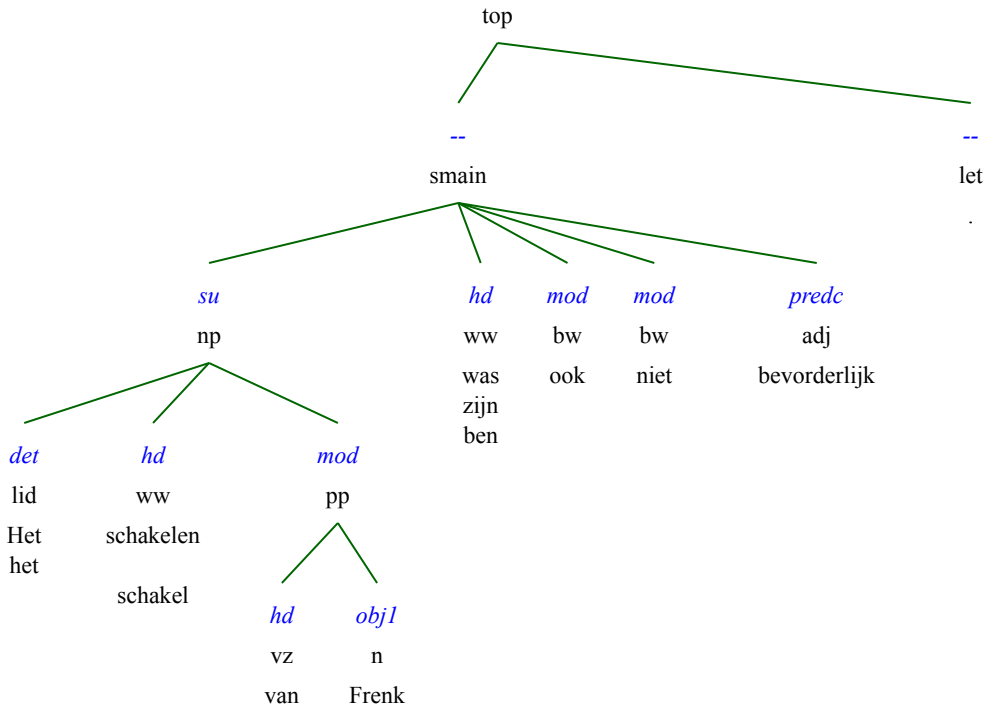 top
-- --
smain let
.
su hd mod mod predc
np ww bw bw adj
was ook niet bevorderlijk
zijn
ben
det hd mod
lid ww pp
Het schakelen
het
schakel
hd obj1
vz n
van Frenk